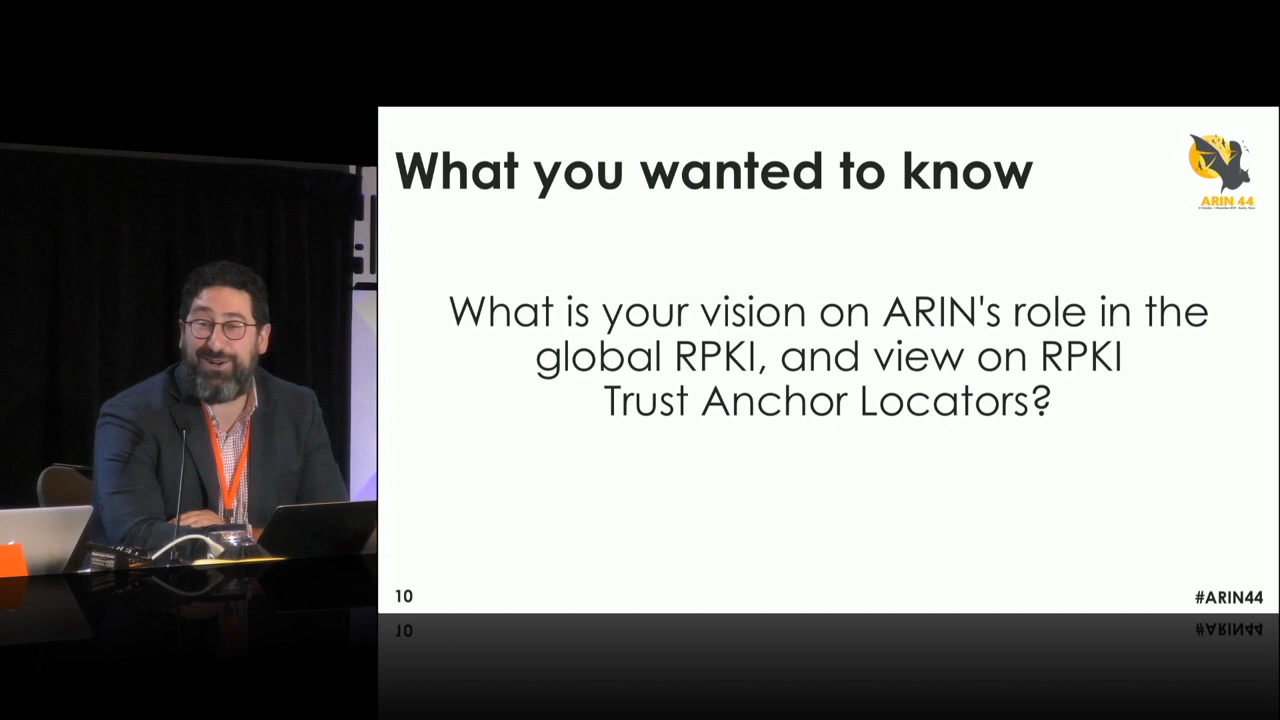 What you wanted to know
ARIN 44
What is your vision on ARIN's role in the
global RPKI, and view on RPKI
Trust Anchor Locators?
10
#ARIN44